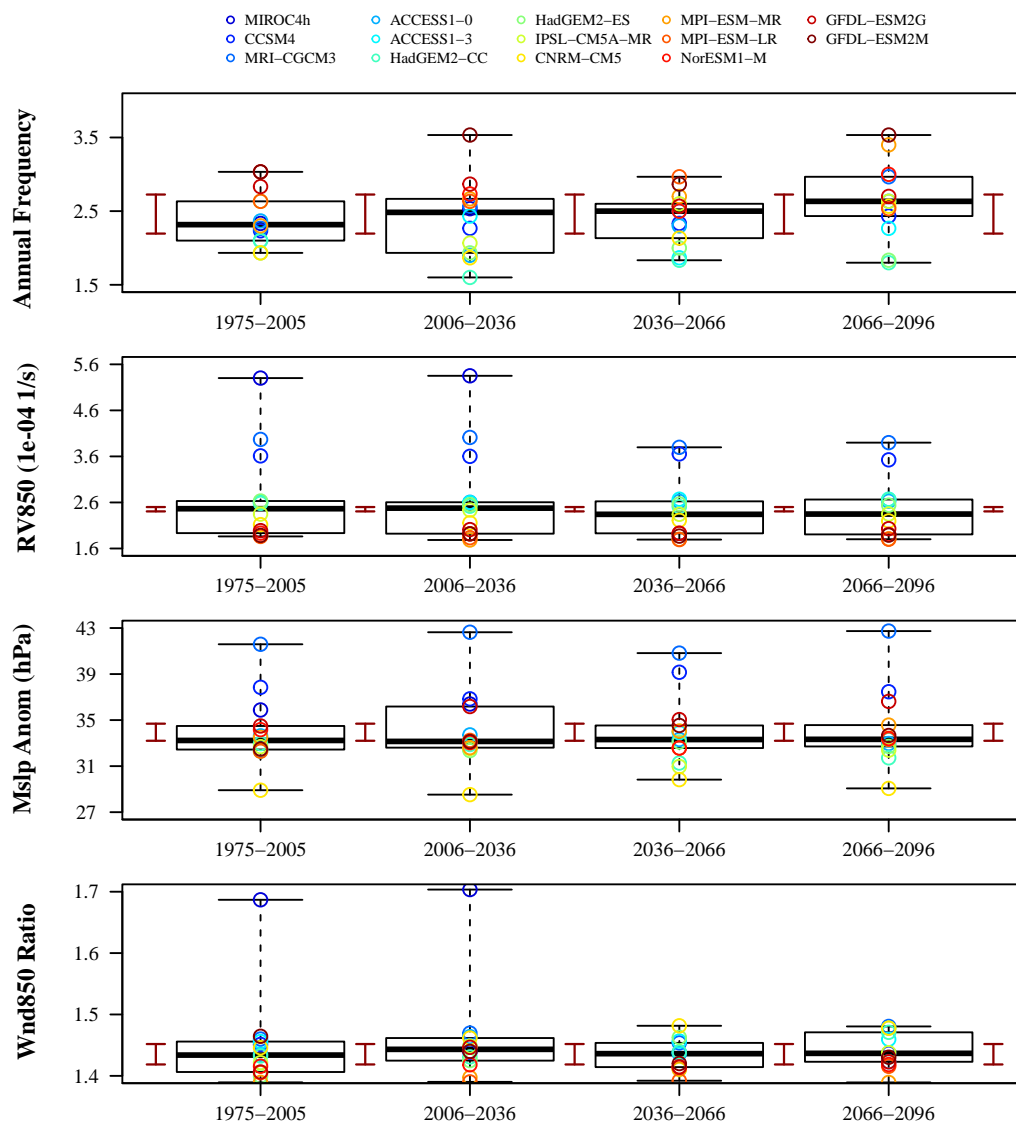 MIROC4h ACCESS1−0 HadGEM2−ES MPI−ESM−MR GFDL−ESM2G
CCSM4 ACCESS1−3 IPSL−CM5A−MR MPI−ESM−LR GFDL−ESM2M
MRI−CGCM3 HadGEM2−CC CNRM−CM5 NorESM1−M
Annual Frequency
3.5
2.5
1.5
1975−2005 2006−2036 2036−2066 2066−2096
RV850 (1e−04 1/s)
5.6
4.6
3.6
2.6
1.6
1975−2005 2006−2036 2036−2066 2066−2096
Mslp Anom (hPa)
43
39
35
31
27
1975−2005 2006−2036 2036−2066 2066−2096
Wnd850 Ratio
1.7
1.6
1.5
1.4
1975−2005 2006−2036 2036−2066 2066−2096